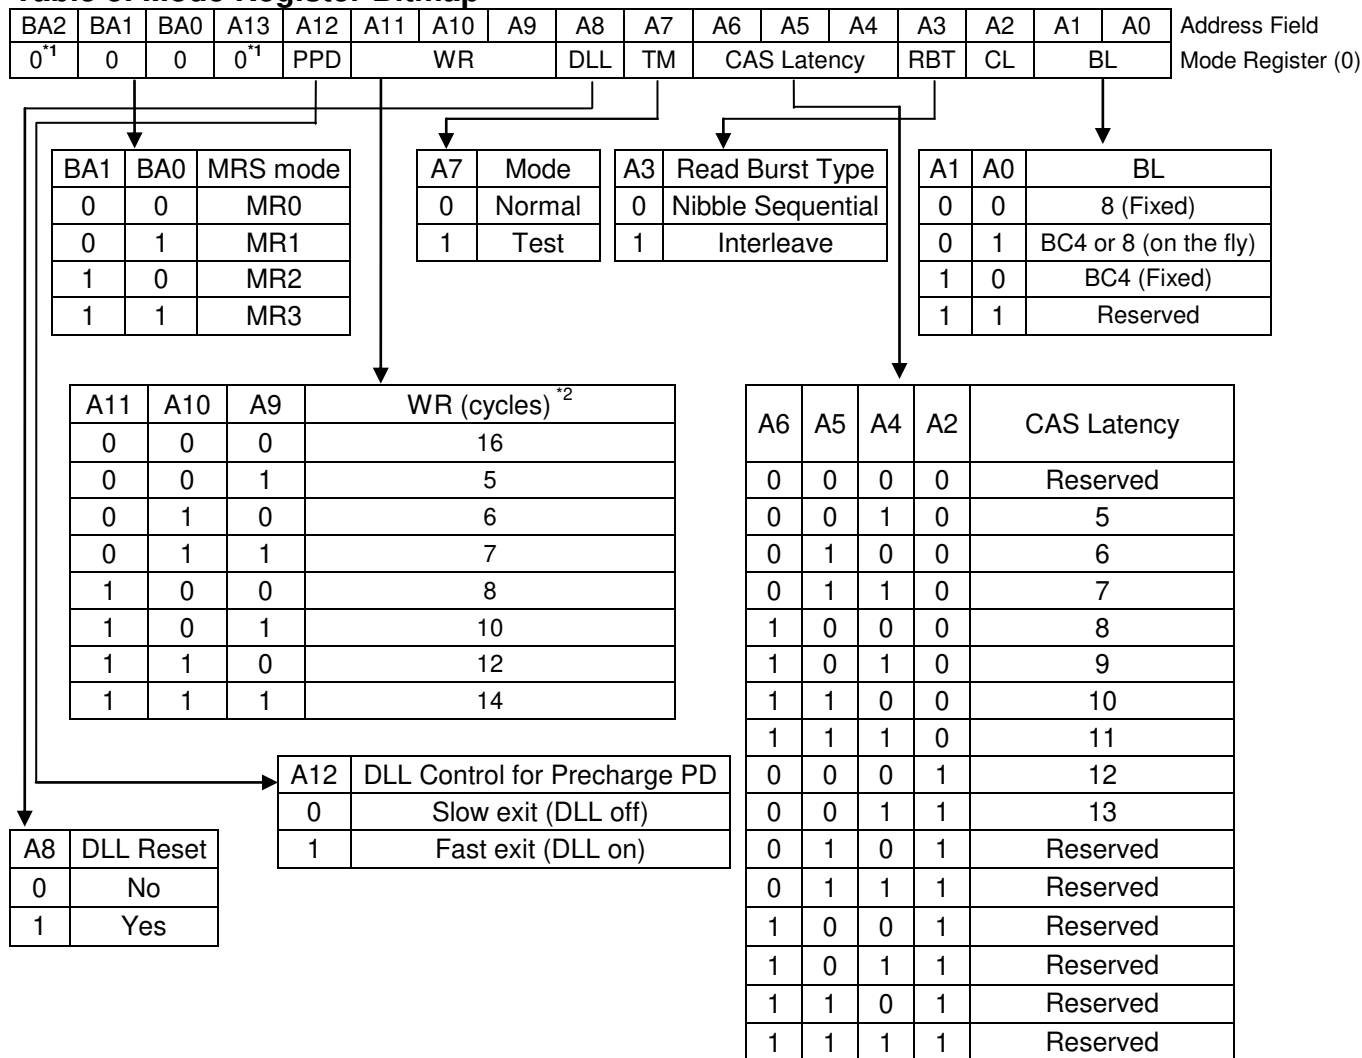 BA2 BA1 BA0 A13 A12 A11 A10 A9 A8 A7 A6 A5 A4 A3 A2 A1 A0 Address Field
0*1 0 0 0*1 PPD WR DLL TM CAS Latency RBT CL BL Mode Register (0)
BA1 BA0 MRS mode
0 0 MR0
0 1 MR1
1 0 MR2
1 1 MR3
A7 Mode
0 Normal
1 Test
A3 Read Burst Type
0 Nibble Sequential
1 Interleave
A1 A0 BL
0 0 8 (Fixed)
0 1 BC4 or 8 (on the fly)
1 0 BC4 (Fixed)
1 1 Reserved
A11 A10 A9 WR (cycles) *2
0 0 0 16
0 0 1 5
0 1 0 6
0 1 1 7
1 0 0 8
1 0 1 10
1 1 0 12
1 1 1 14
A6 A5 A4 A2 CAS Latency
0 0 0 0 Reserved
0 0 1 0 5
0 1 0 0 6
0 1 1 0 7
1 0 0 0 8
1 0 1 0 9
1 1 0 0 10
1 1 1 0 11
0 0 0 1 12
0 0 1 1 13
0 1 0 1 Reserved
0 1 1 1 Reserved
1 0 0 1 Reserved
1 0 1 1 Reserved
1 1 0 1 Reserved
1 1 1 1 Reserved
A12 DLL Control for Precharge PD
0 Slow exit (DLL off)
1 Fast exit (DLL on)
A8 DLL Reset
0 No
1 Yes